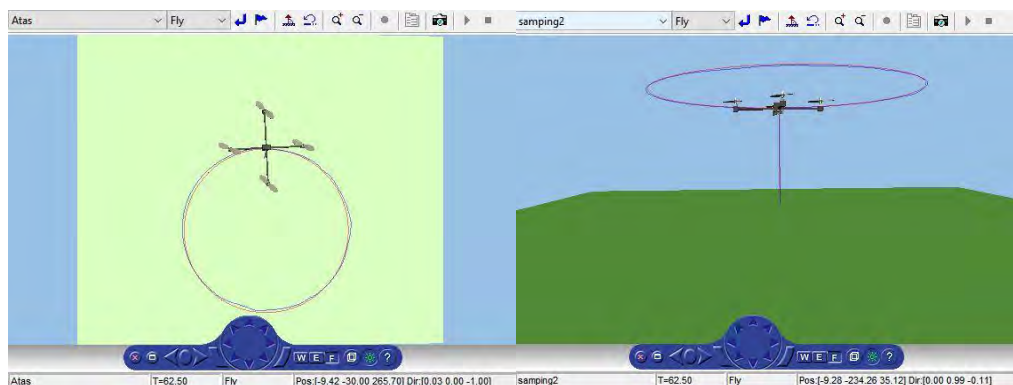 Atas Fly
W E F ?
Atas T=62.50 Fly Pos:[-9.42 -30.00 265.70] Dir:[0.03 0.00 -1.00]
samping2 Fly
W E F ?
samping2 T=62.50 Fly Pos:[-9.28 -234.26 35.12] Dir:[0.00 0.99 -0.11]